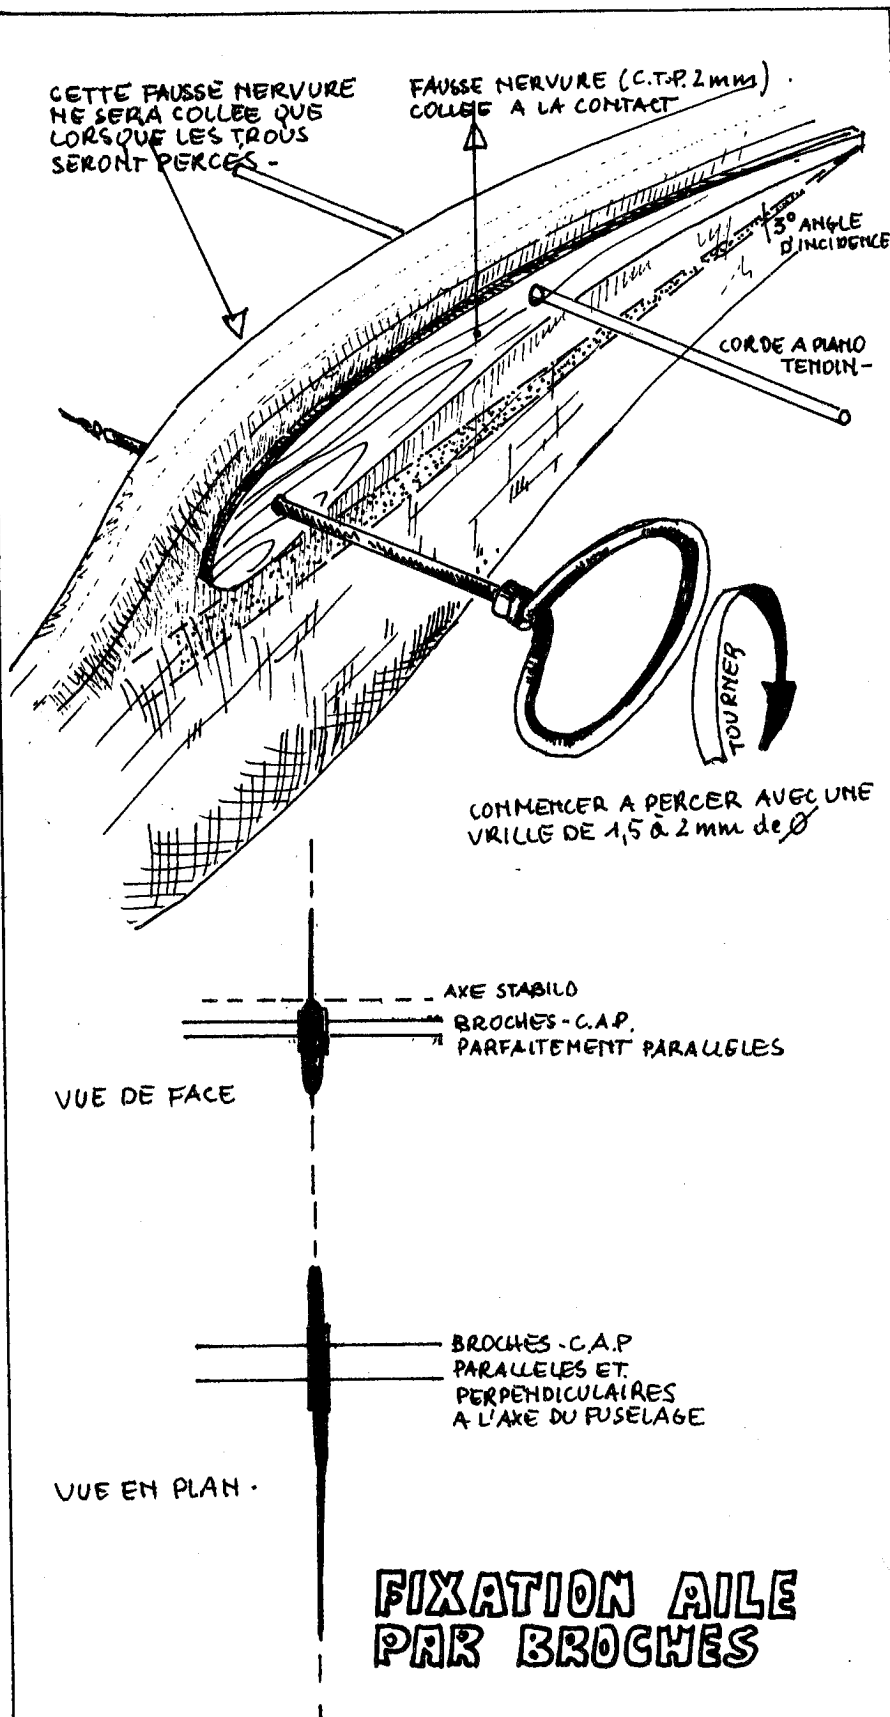 CETTE FAUSSE NERVURE
NE SERA COLLEE QUE
LORSQUE LES TROUS
SERONT PERCES -
FAUSSE NERVURE (C.T.P. 2mm).
COLLEE A LA CONTACT
3° ANGLE
D'INCIDENCE
CORDE A PIANO
TEMOIN -
TOURNER
COMMENCER A PERCER AVEC UNE
VRILLE DE 1,5 à 2 mm de Ø
AXE STABILO
BROCHES - C.A.P.
PARFAITEMENT PARALLELES
VUE DE FACE
BROCHES - C.A.P
PARALLELES ET
PERPENDICULAIRES
A L'AXE DU FUSELAGE
VUE EN PLAN.
FIXATION AILE
PAR BROCHES